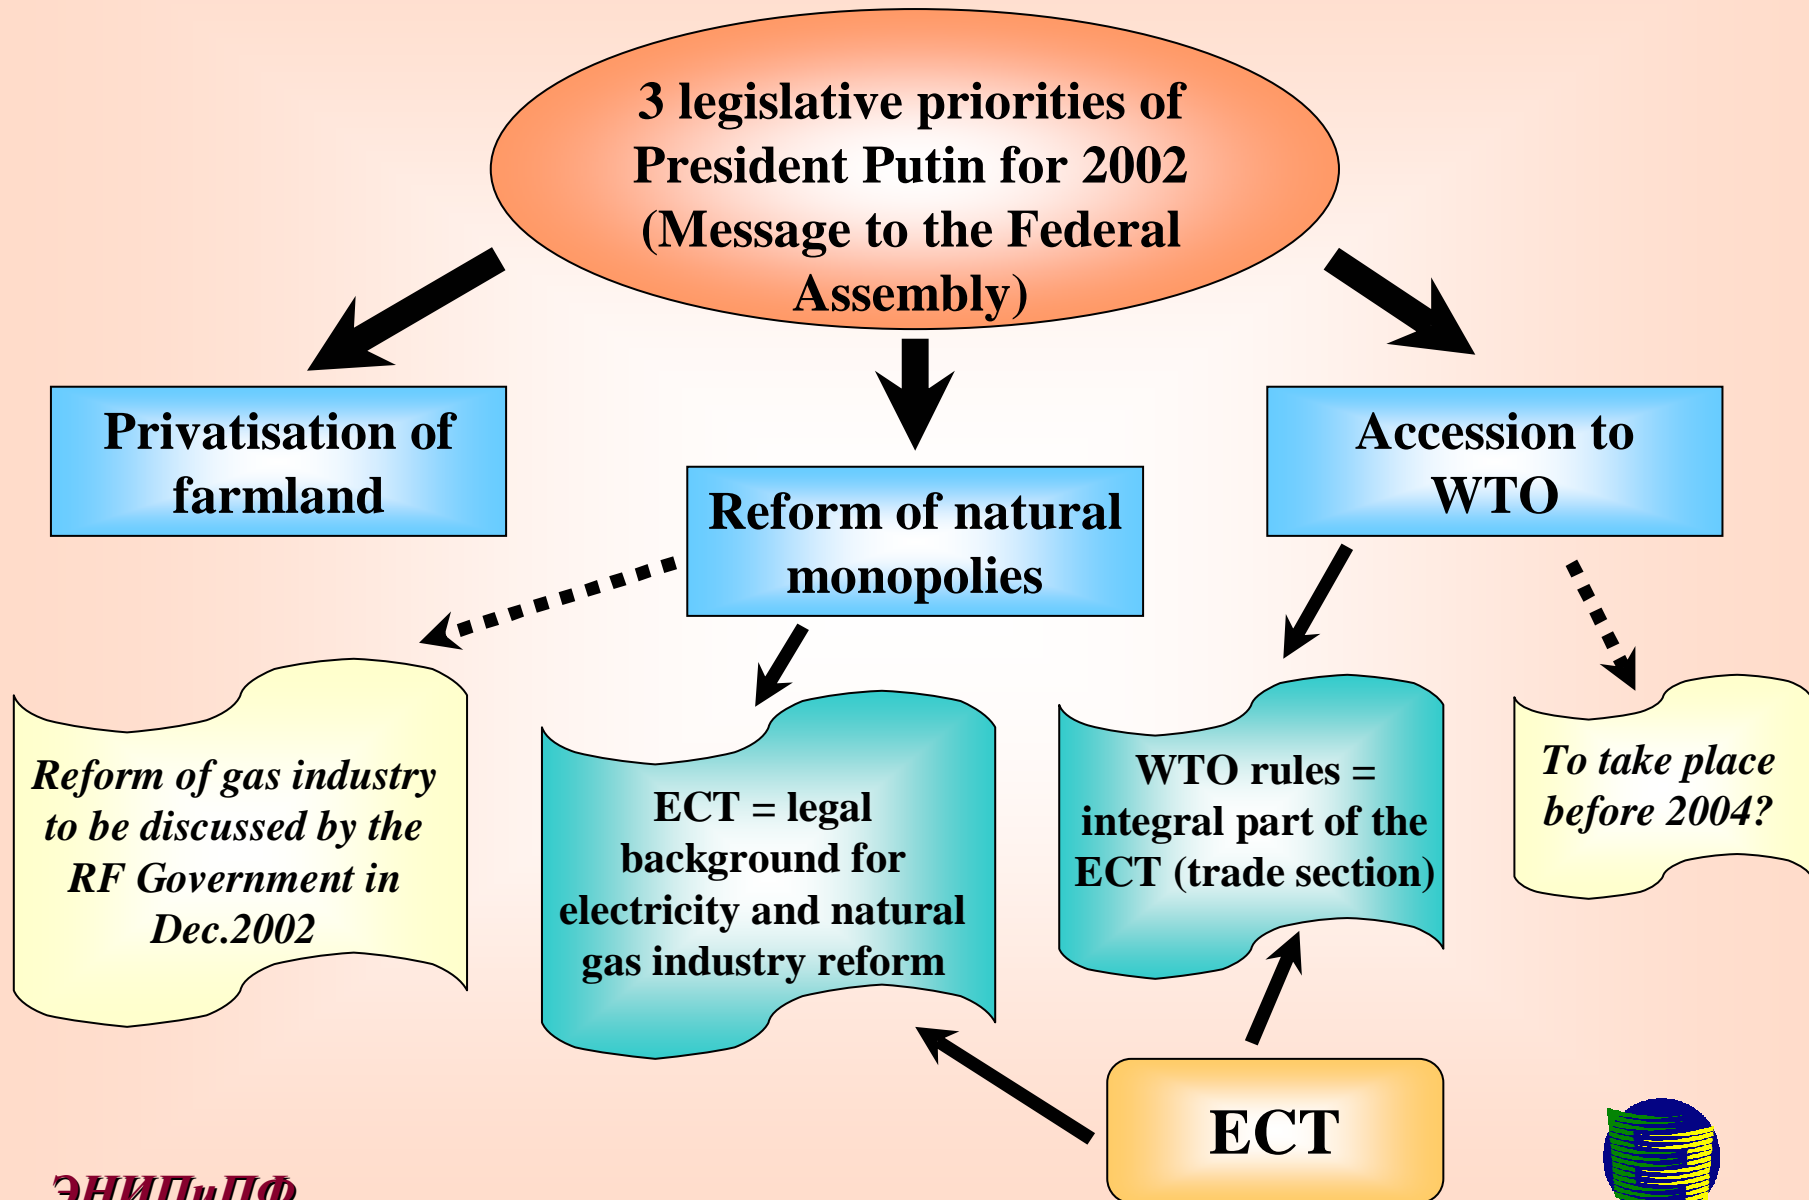 3 legislative priorities of
President Putin for 2002
(Message to the Federal
Assembly)
Privatisation of
farmland
Reform of natural
monopolies
Accession to
WTO
Reform of gas industry
to be discussed by the
RF Government in
Dec.2002
ECT = legal
background for
electricity and natural
gas industry reform
WTO rules =
integral part of the
ECT (trade section)
To take place
before 2004?
ECT
ЭНИПиПФ